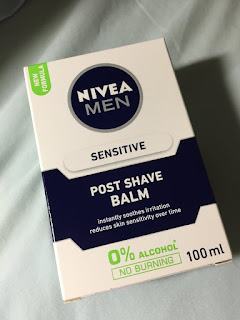 NEW
FORMULA
NIVEA
MEN
SENSITIVE
POST SHAVE
BALM
instantly soothes irritation
reduces skin sensitivity over time
0% ALCOHOL*
NO BURNING
100 ml